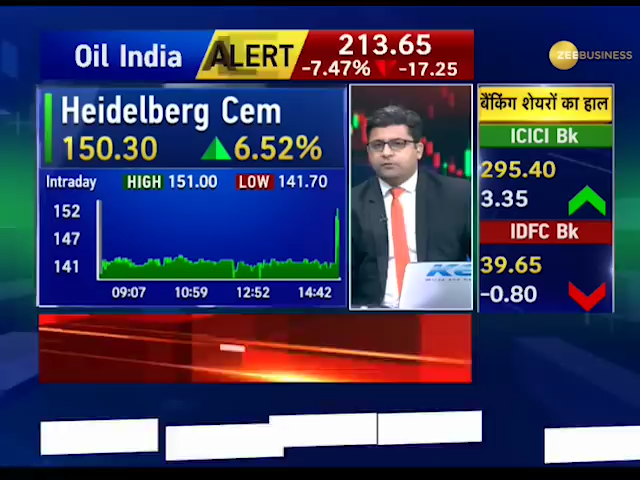 Oil India
ALERT
213.65
-7.47% -17.25
ZEE BUSINESS
Heidelberg Cem
150.30 6.52%
Intraday HIGH 151.00 LOW 141.70
152
147
141
09:07 10:59 12:52 14:42
बैंकिंग शेयरों का हाल
ICICI Bk
295.40
3.35
IDFC Bk
39.65
-0.80